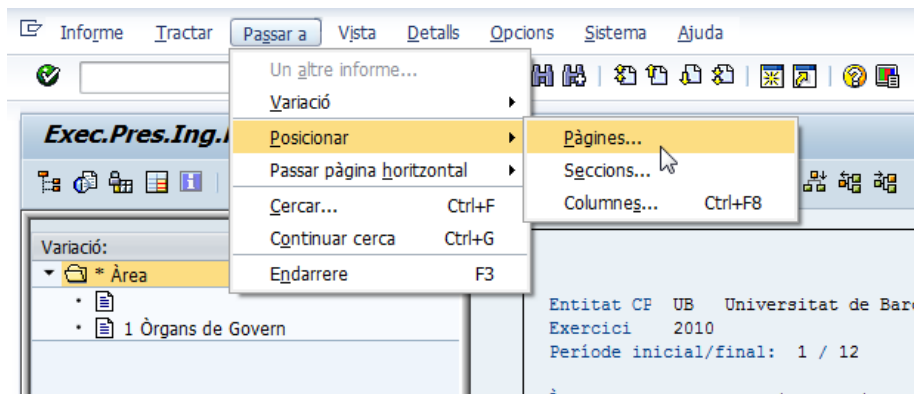 Informe Tractar Passar a Vista Detalls Opcions Sistema Ajuda
Un altre informe...
Variació
Exec.Pres.Ing.
Posicionar
Pàgines...
Passar pàgina horitzontal
Seccions...
Cercar... Ctrl+F
Columnes... Ctrl+F8
Continuar cerca Ctrl+G
Endarrere F3
Variació:
* Àrea
1 Òrgans de Govern
Entitat CP UB Universitat de
Exercici 2010
Període inicial/final: 1 / 12